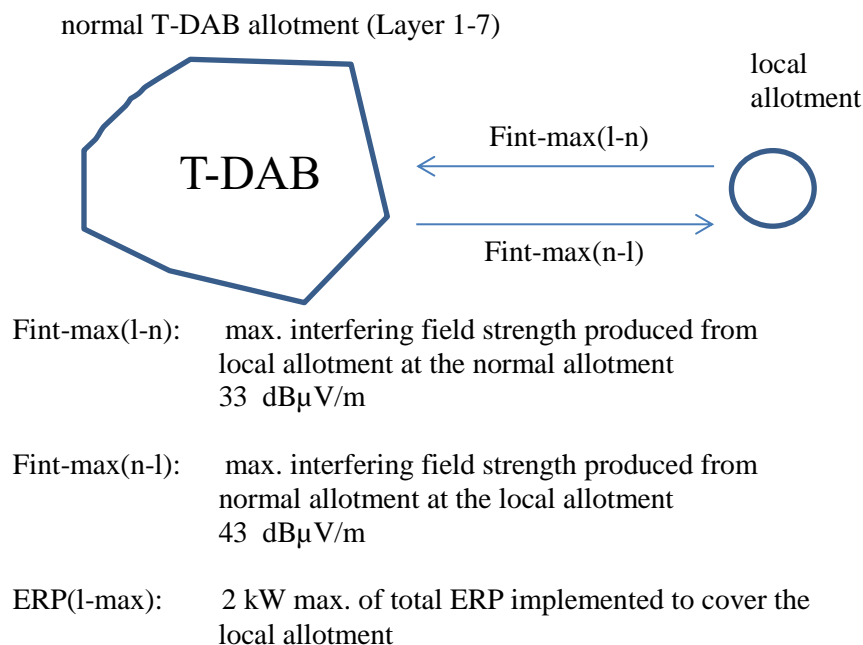 normal T-DAB allotment (Layer 1-7)
local
allotment
Fint-max(l-n)
T-DAB
Fint-max(n-l)
Fint-max(l-n): max. interfering field strength produced from
local allotment at the normal allotment
33 dBµV/m
Fint-max(n-l): max. interfering field strength produced from
normal allotment at the local allotment
43 dBµV/m
ERP(l-max): 2 kW max. of total ERP implemented to cover the
local allotment